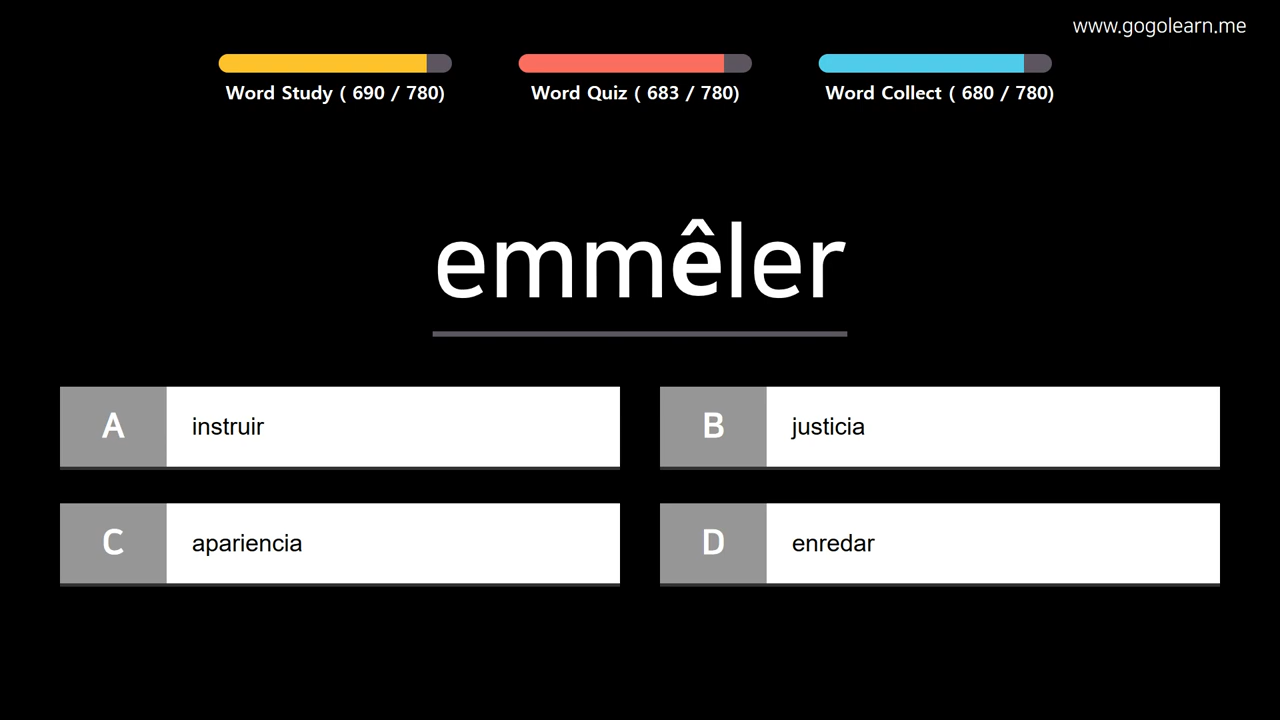 www.gogolearn.me
Word Study ( 690 / 780)
Word Quiz ( 683 / 780)
Word Collect ( 680 / 780)
emmêler
A instruir
B justicia
C apariencia
D enredar